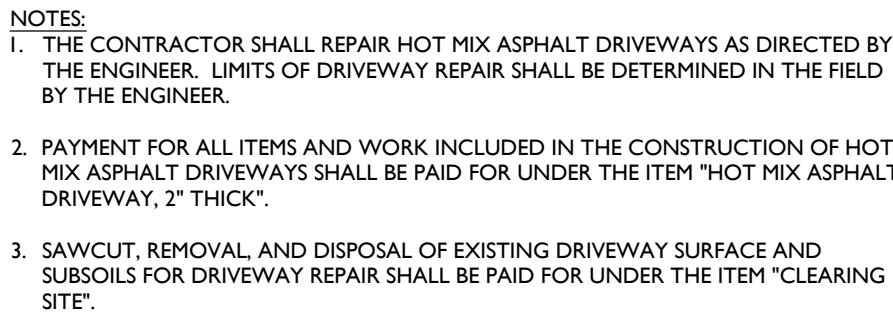 NOTES:
1. THE CONTRACTOR SHALL REPAIR HOT MIX ASPHALT DRIVEWAYS AS DIRECTED BY
THE ENGINEER. LIMITS OF DRIVEWAY REPAIR SHALL BE DETERMINED IN THE FIELD
BY THE ENGINEER.
2. PAYMENT FOR ALL ITEMS AND WORK INCLUDED IN THE CONSTRUCTION OF HOT
MIX ASPHALT DRIVEWAYS SHALL BE PAID FOR UNDER THE ITEM "HOT MIX ASPHALT
DRIVEWAY, 2" THICK".
3. SAWCUT, REMOVAL, AND DISPOSAL OF EXISTING DRIVEWAY SURFACE AND
SUBSOILS FOR DRIVEWAY REPAIR SHALL BE PAID FOR UNDER THE ITEM "CLEARING
SITE".